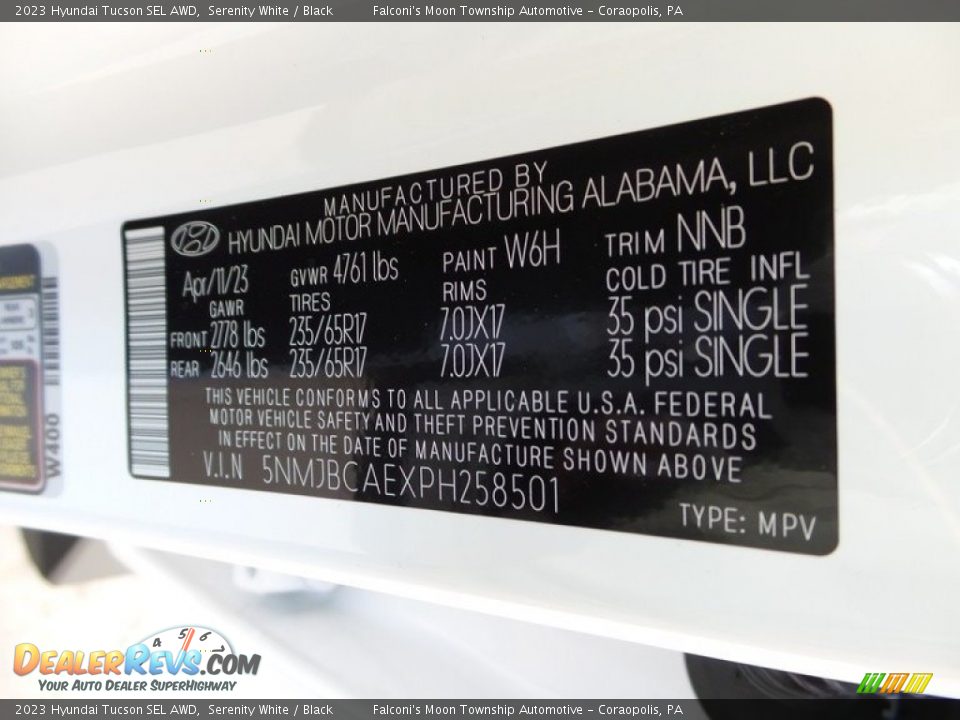 2023 Hyundai Tucson SEL AWD, Serenity White / Black Falconi's Moon Township Automotive - Coraopolis, PA
MANUFACTURED BY
HYUNDAI MOTOR MANUFACTURING ALABAMA, LLC
Apr/11/23 GVWR 4761 lbs PAINT W6H TRIM NNB
GAWR TIRES RIMS COLD TIRE INFL
FRONT 2778 lbs 235/65R17 7.0JX17 35 psi SINGLE
REAR 2646 lbs 235/65R17 7.0JX17 35 psi SINGLE
THIS VEHICLE CONFORMS TO ALL APPLICABLE U.S.A. FEDERAL
MOTOR VEHICLE SAFETY AND THEFT PREVENTION STANDARDS
IN EFFECT ON THE DATE OF MANUFACTURE SHOWN ABOVE
V.I.N 5NMJBCAEXPH258501
TYPE: MPV
W400
4 5 6
DealerRevs.com
Your Auto Dealer SuperHighway
2023 Hyundai Tucson SEL AWD, Serenity White / Black Falconi's Moon Township Automotive - Coraopolis, PA